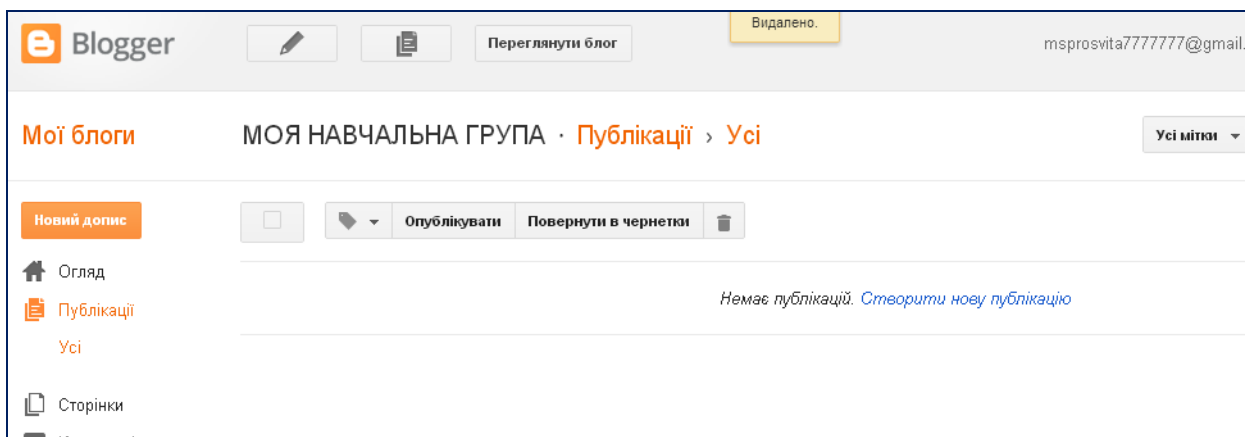 Видалено.
Blogger
Переглянути блог
msprosvita7777777@gmail.
Мої блоги
МОЯ НАВЧАЛЬНА ГРУПА · Публікації › Усі
Усі мітки
Новий допис
Опублікувати
Повернути в чернетки
Огляд
Немає публікацій. Створити нову публікацію
Публікації
Усі
Сторінки